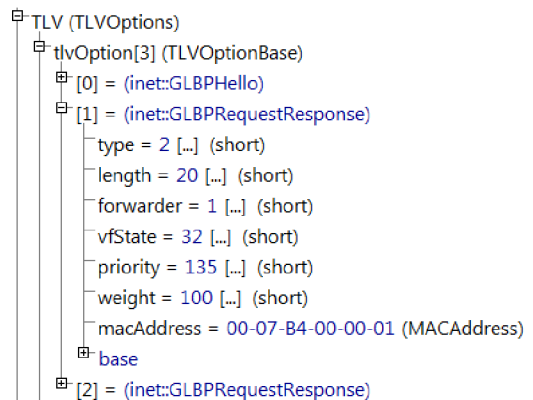 TLV (TLVOptions)
tlvOption[3] (TLVOptionBase)
[0] = (inet::GLBPHello)
[1] = (inet::GLBPRequestResponse)
type = 2 [...] (short)
length = 20 [...] (short)
forwarder = 1 [...] (short)
vfState = 32 [...] (short)
priority = 135 [...] (short)
weight = 100 [...] (short)
macAddress = 00-07-B4-00-00-01 (MACAddress)
base
[2] = (inet::GLBPRequestResponse)